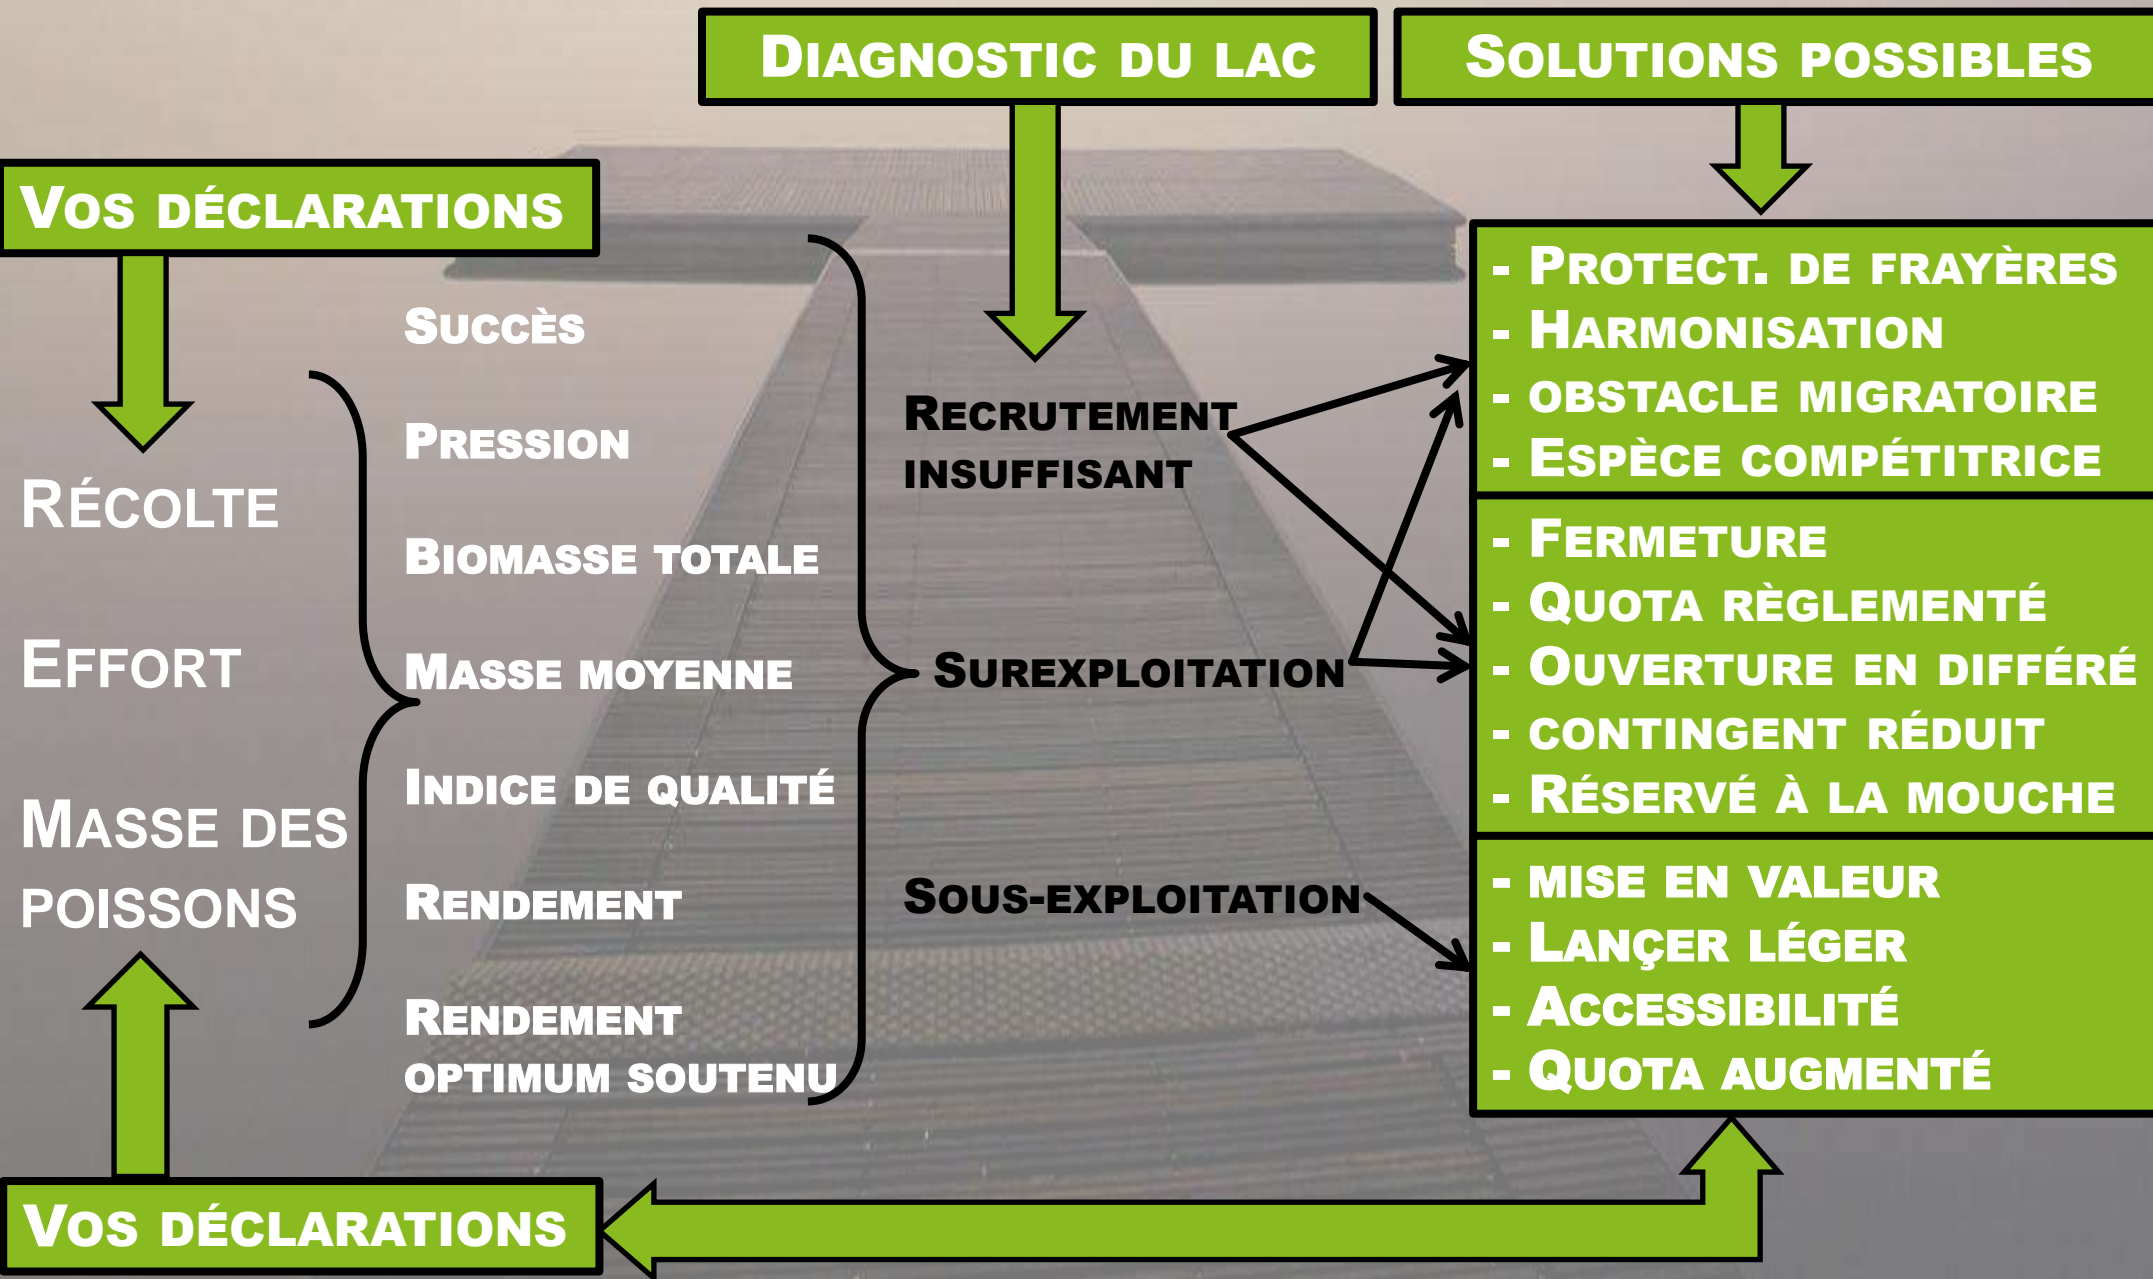 DIAGNOSTIC DU LAC
SOLUTIONS POSSIBLES
VOS DÉCLARATIONS
RÉCOLTE
EFFORT
MASSE DES
POISSONS
VOS DÉCLARATIONS
SUCCÈS
PRESSION
BIOMASSE TOTALE
MASSE MOYENNE
INDICE DE QUALITÉ
RENDEMENT
RENDEMENT
OPTIMUM SOUTENU
RECRUTEMENT
INSUFFISANT
SUREXPLOITATION
SOUS-EXPLOITATION
- PROTECT. DE FRAYÈRES
- HARMONISATION
- OBSTACLE MIGRATOIRE
- ESPÈCE COMPÉTITRICE
- FERMETURE
- QUOTA RÈGLEMENTÉ
- OUVERTURE EN DIFFÉRÉ
- CONTINGENT RÉDUIT
- RÉSERVÉ À LA MOUCHE
- MISE EN VALEUR
- LANÇER LÉGER
- ACCESSIBILITÉ
- QUOTA AUGMENTÉ